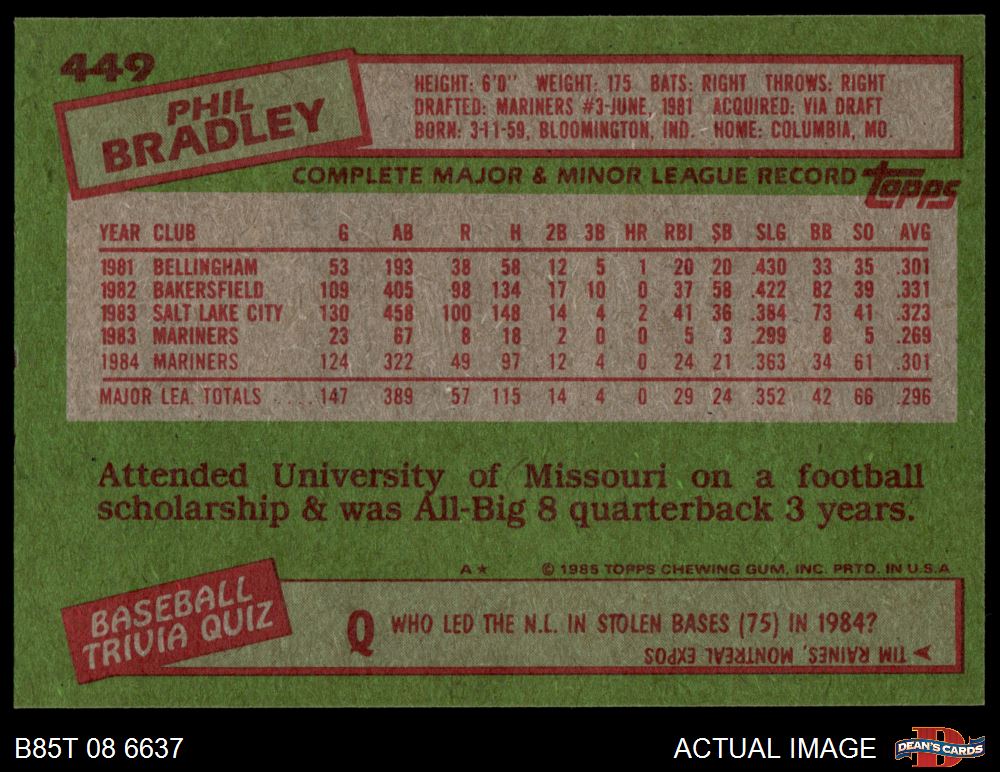 449
PHIL
BRADLEY
HEIGHT: 6'0" WEIGHT: 175 BATS: RIGHT THROWS: RIGHT
DRAFTED: MARINERS #3-JUNE, 1981 ACQUIRED: VIA DRAFT
BORN: 3-11-59, BLOOMINGTON, IND. HOME: COLUMBIA, MO.
COMPLETE MAJOR & MINOR LEAGUE RECORD topps
YEAR CLUB G AB R H 2B 3B HR RBI SB SLG BB SO AVG
1981 BELLINGHAM 53 193 38 58 12 5 1 20 20 .430 33 35 .301
1982 BAKERSFIELD 109 405 98 134 17 10 0 37 58 .422 82 39 .331
1983 SALT LAKE CITY 130 458 100 148 14 4 2 41 36 .384 73 41 .323
1983 MARINERS 23 67 8 18 2 0 0 5 3 .299 8 5 .269
1984 MARINERS 124 322 49 97 12 4 0 24 21 .363 34 61 .301
MAJOR LEA. TOTALS ....147 389 57 115 14 4 0 29 24 .352 42 66 .296
Attended University of Missouri on a football
scholarship & was All-Big 8 quarterback 3 years.
A★ © 1985 TOPPS CHEWING GUM, INC. PRTD. IN U.S.A.
BASEBALL
TRIVIA QUIZ
Q WHO LED THE N.L. IN STOLEN BASES (75) IN 1984?
TIM RAINES, MONTREAL EXPOS
B85T 08 6637
ACTUAL IMAGE
D
DEAN'S CARDS